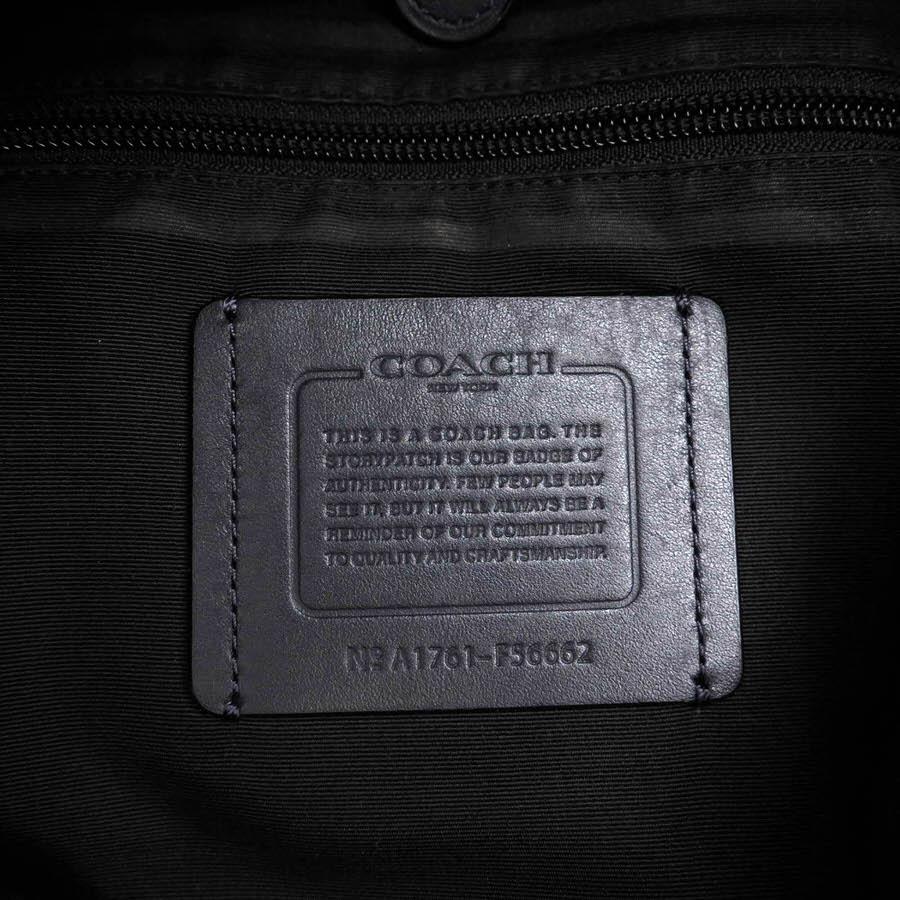 COACH
NEW YORK
THIS IS A COACH BAG. THE
STORYPATCH IS OUR BADGE OF
AUTHENTICITY. FEW PEOPLE MAY
SEE IT, BUT IT WILL ALWAYS BE A
REMINDER OF OUR COMMITMENT
TO QUALITY AND CRAFTSMANSHIP.
Nº A1761-F56662